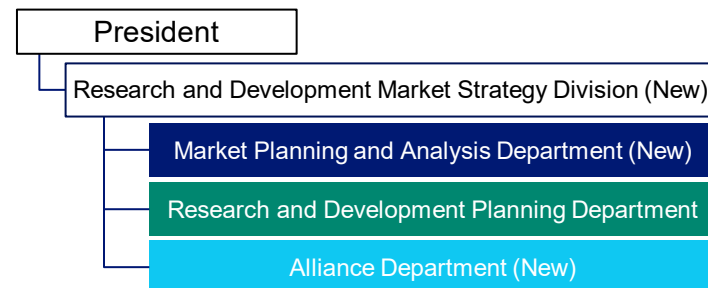 President
Research and Development Market Strategy Division (New)
Market Planning and Analysis Department (New)
Research and Development Planning Department
Alliance Department (New)